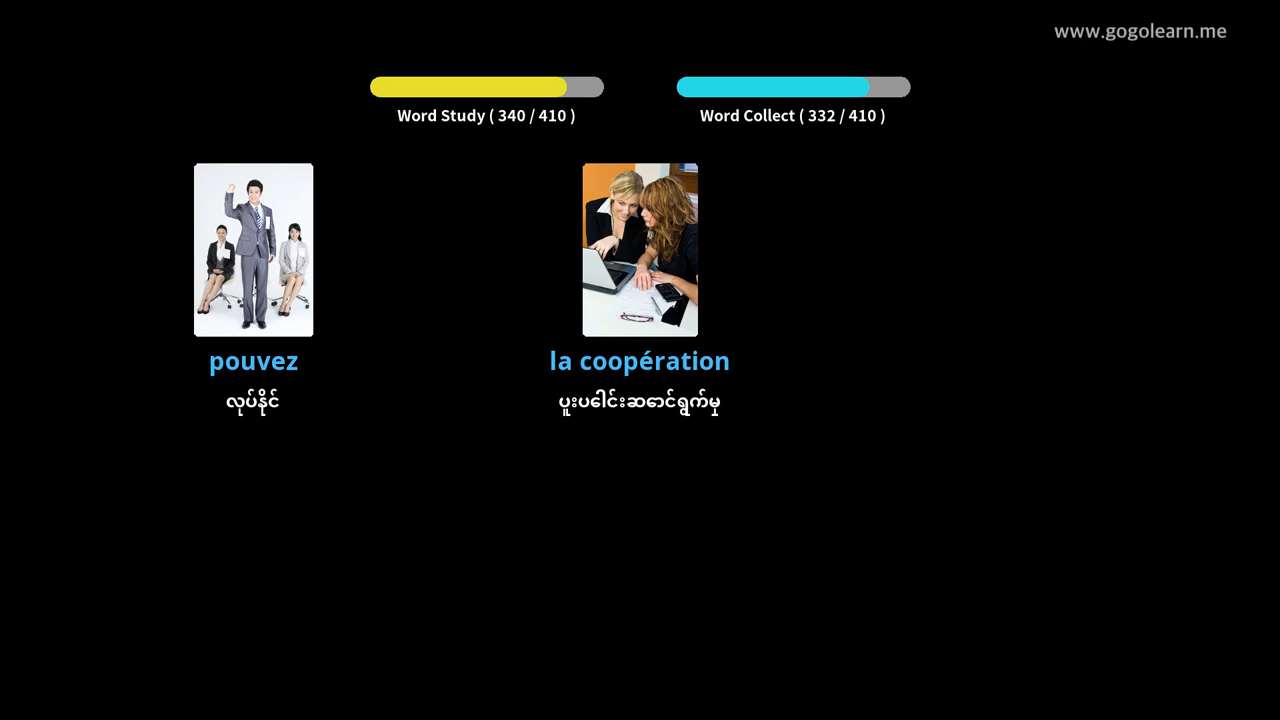 www.gogolearn.me
Word Study ( 340 / 410 )
Word Collect ( 332 / 410 )
pouvez
la coopération
လုပ်နိုင်
ပူးပေါင်းဆောင်ရွက်မှု